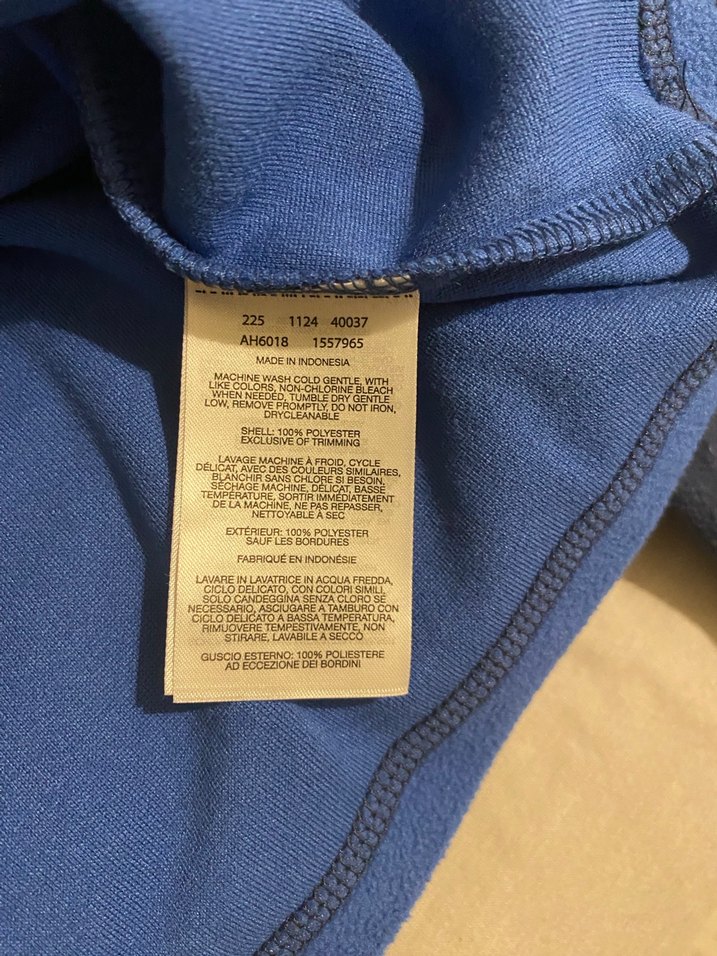 225 1124 40037
AH6018 1557965
MADE IN INDONESIA
MACHINE WASH COLD GENTLE, WITH
LIKE COLORS, NON-CHLORINE BLEACH
WHEN NEEDED, TUMBLE DRY GENTLE
LOW, REMOVE PROMPTLY, DO NOT IRON,
DRYCLEANABLE
SHELL: 100% POLYESTER
EXCLUSIVE OF TRIMMING
LAVAGE MACHINE À FROID, CYCLE
DÉLICAT, AVEC DES COULEURS SIMILAIRES,
BLANCHIR SANS CHLORE SI BESOIN,
SÉCHAGE MACHINE, DÉLICAT, BASSE
TEMPÉRATURE, SORTIR IMMÉDIATEMENT
DE LA MACHINE, NE PAS REPASSER,
NETTOYABLE À SEC
EXTÉRIEUR: 100% POLYESTER
SAUF LES BORDURES
FABRIQUÉ EN INDONÉSIE
LAVARE IN LAVATRICE IN ACQUA FREDDA,
CICLO DELICATO, CON COLORI SIMILI,
SOLO CANDEGGINA SENZA CLORO SE
NECESSARIO, ASCIUGARE A TAMBURO CON
CICLO DELICATO A BASSA TEMPERATURA,
RIMUOVERE TEMPESTIVAMENTE, NON
STIRARE, LAVABILE A SECCO
GUSCIO ESTERNO: 100% POLIESTERE
AD ECCEZIONE DEI BORDINI